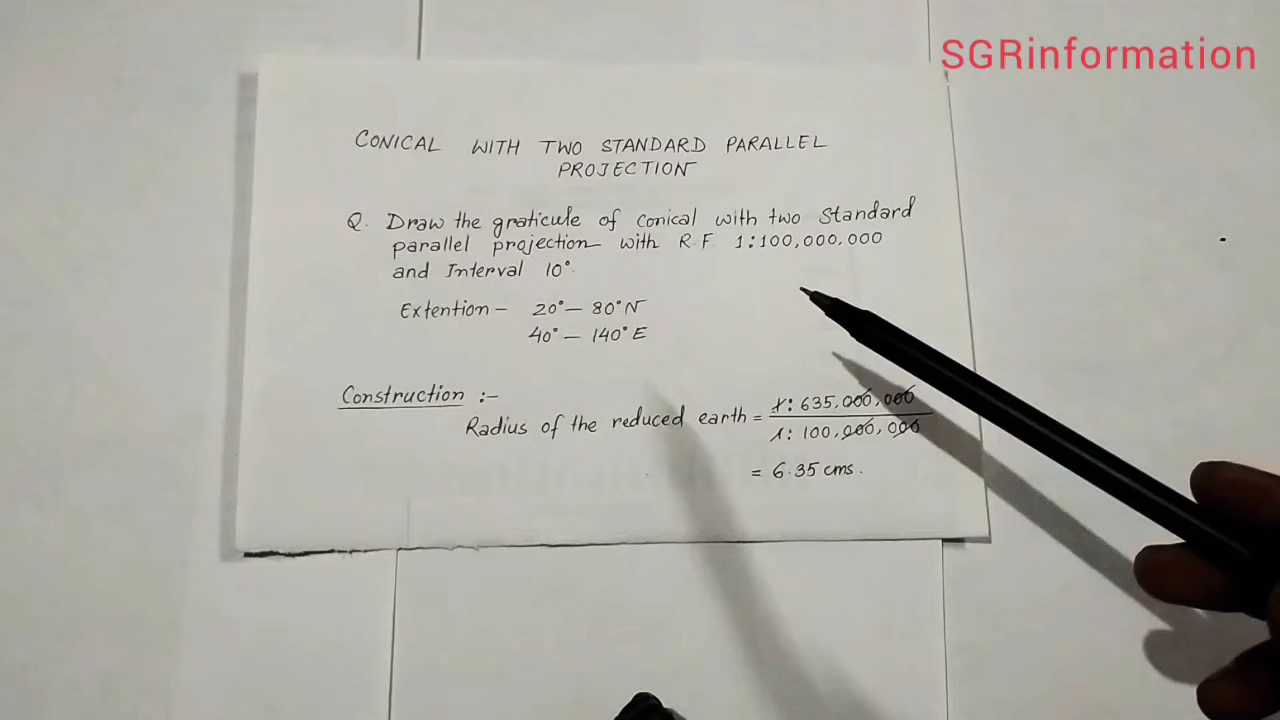 SGRinformation
CONICAL WITH TWO STANDARD PARALLEL
PROJECTION
Q. Draw the graticule of conical with two standard
parallel projection with R.F. 1:100,000,000
and Interval 10°.
Extention - 20° - 80°N
40° - 140°E
Construction :-
Radius of the reduced earth = 1: 635,000,000
1: 100,000,000
= 6.35 cms.